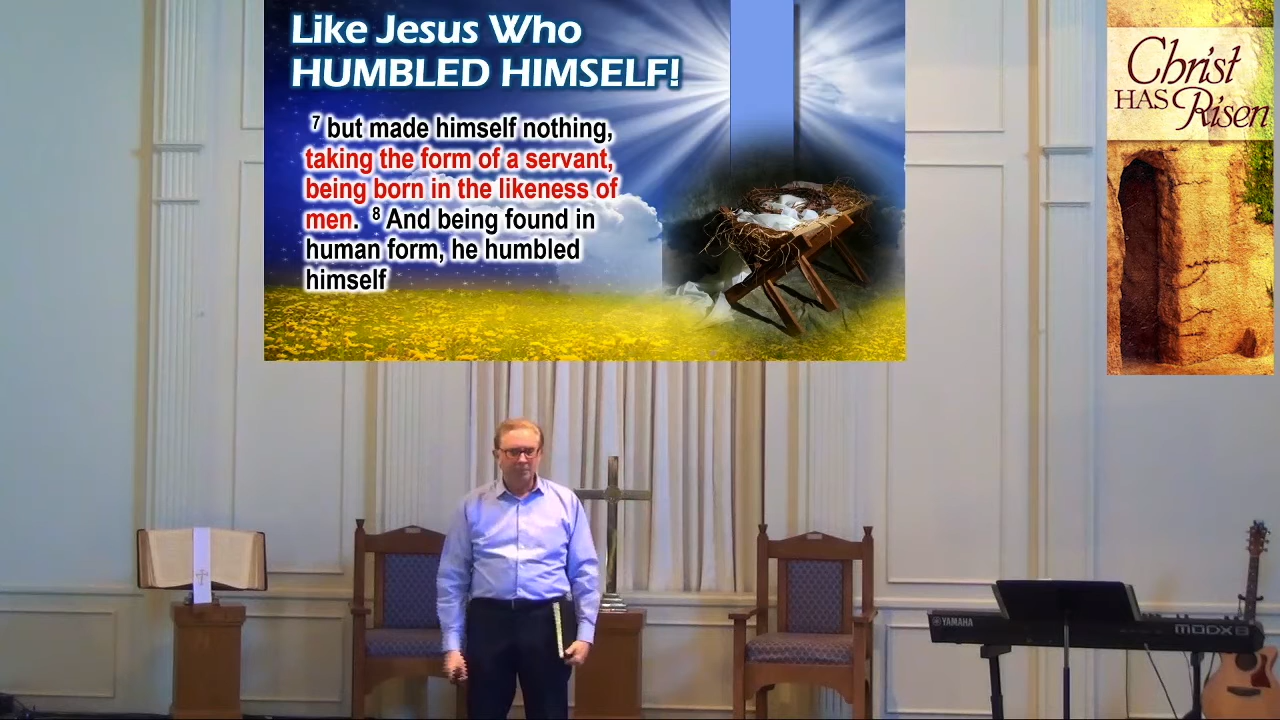 Like Jesus Who
HUMBLED HIMSELF!
7 but made himself nothing,
taking the form of a servant,
being born in the likeness of
men. 8 And being found in
human form, he humbled
himself
Christ
HAS Risen
YAMAHA
MODX8